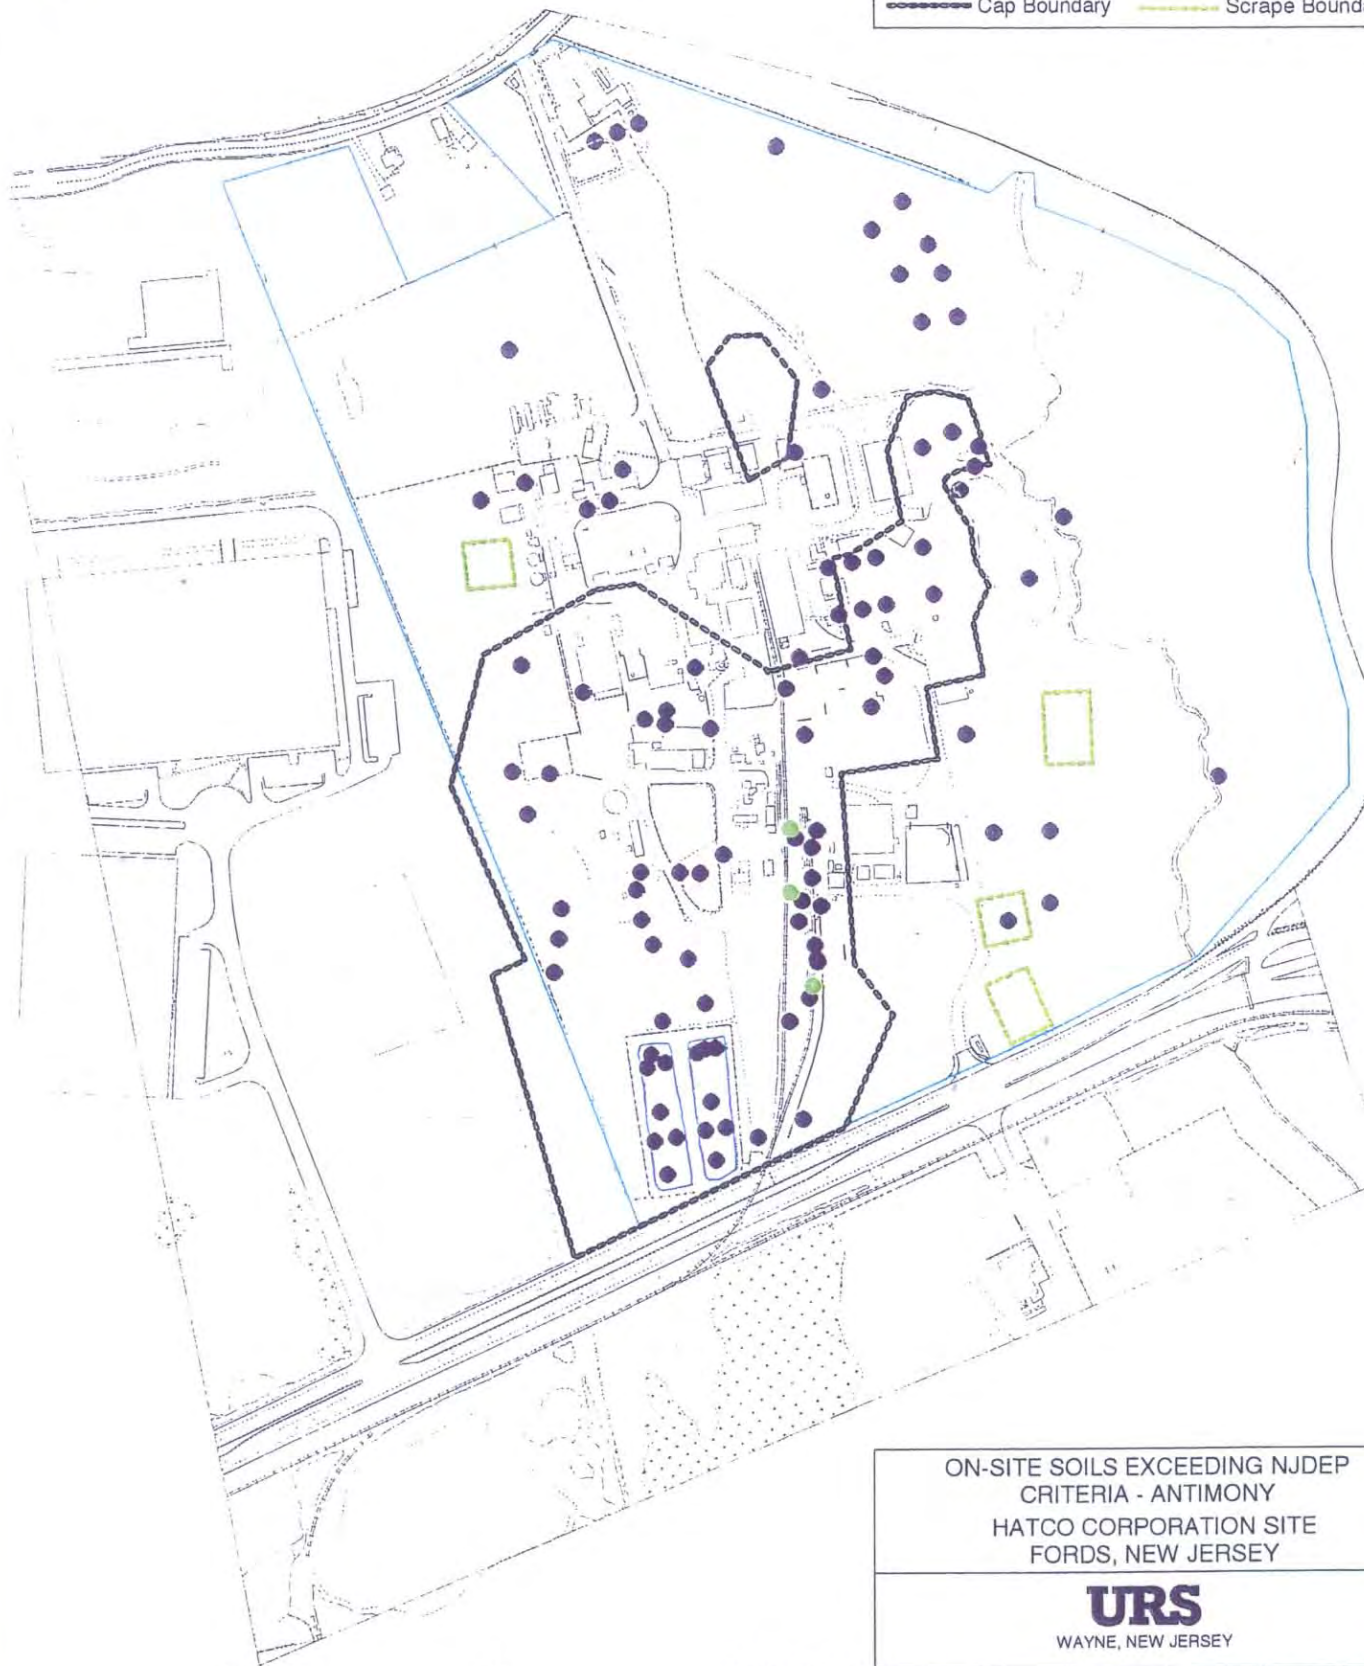 Cap Boundary Scrape Bounda
ON-SITE SOILS EXCEEDING NJDEP
CRITERIA - ANTIMONY
HATCO CORPORATION SITE
FORDS, NEW JERSEY
URS
WAYNE, NEW JERSEY